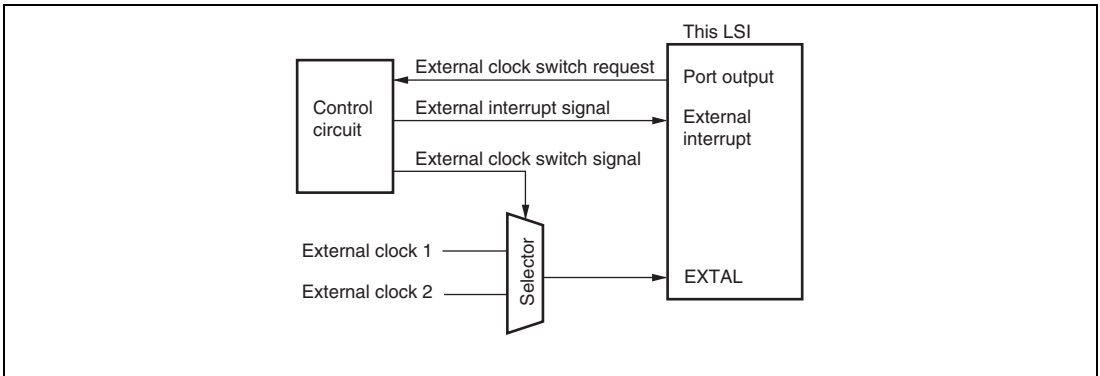 This LSI
External clock switch request
Port output
Control
circuit
External interrupt signal
External
interrupt
External clock switch signal
External clock 1
Selector
EXTAL
External clock 2